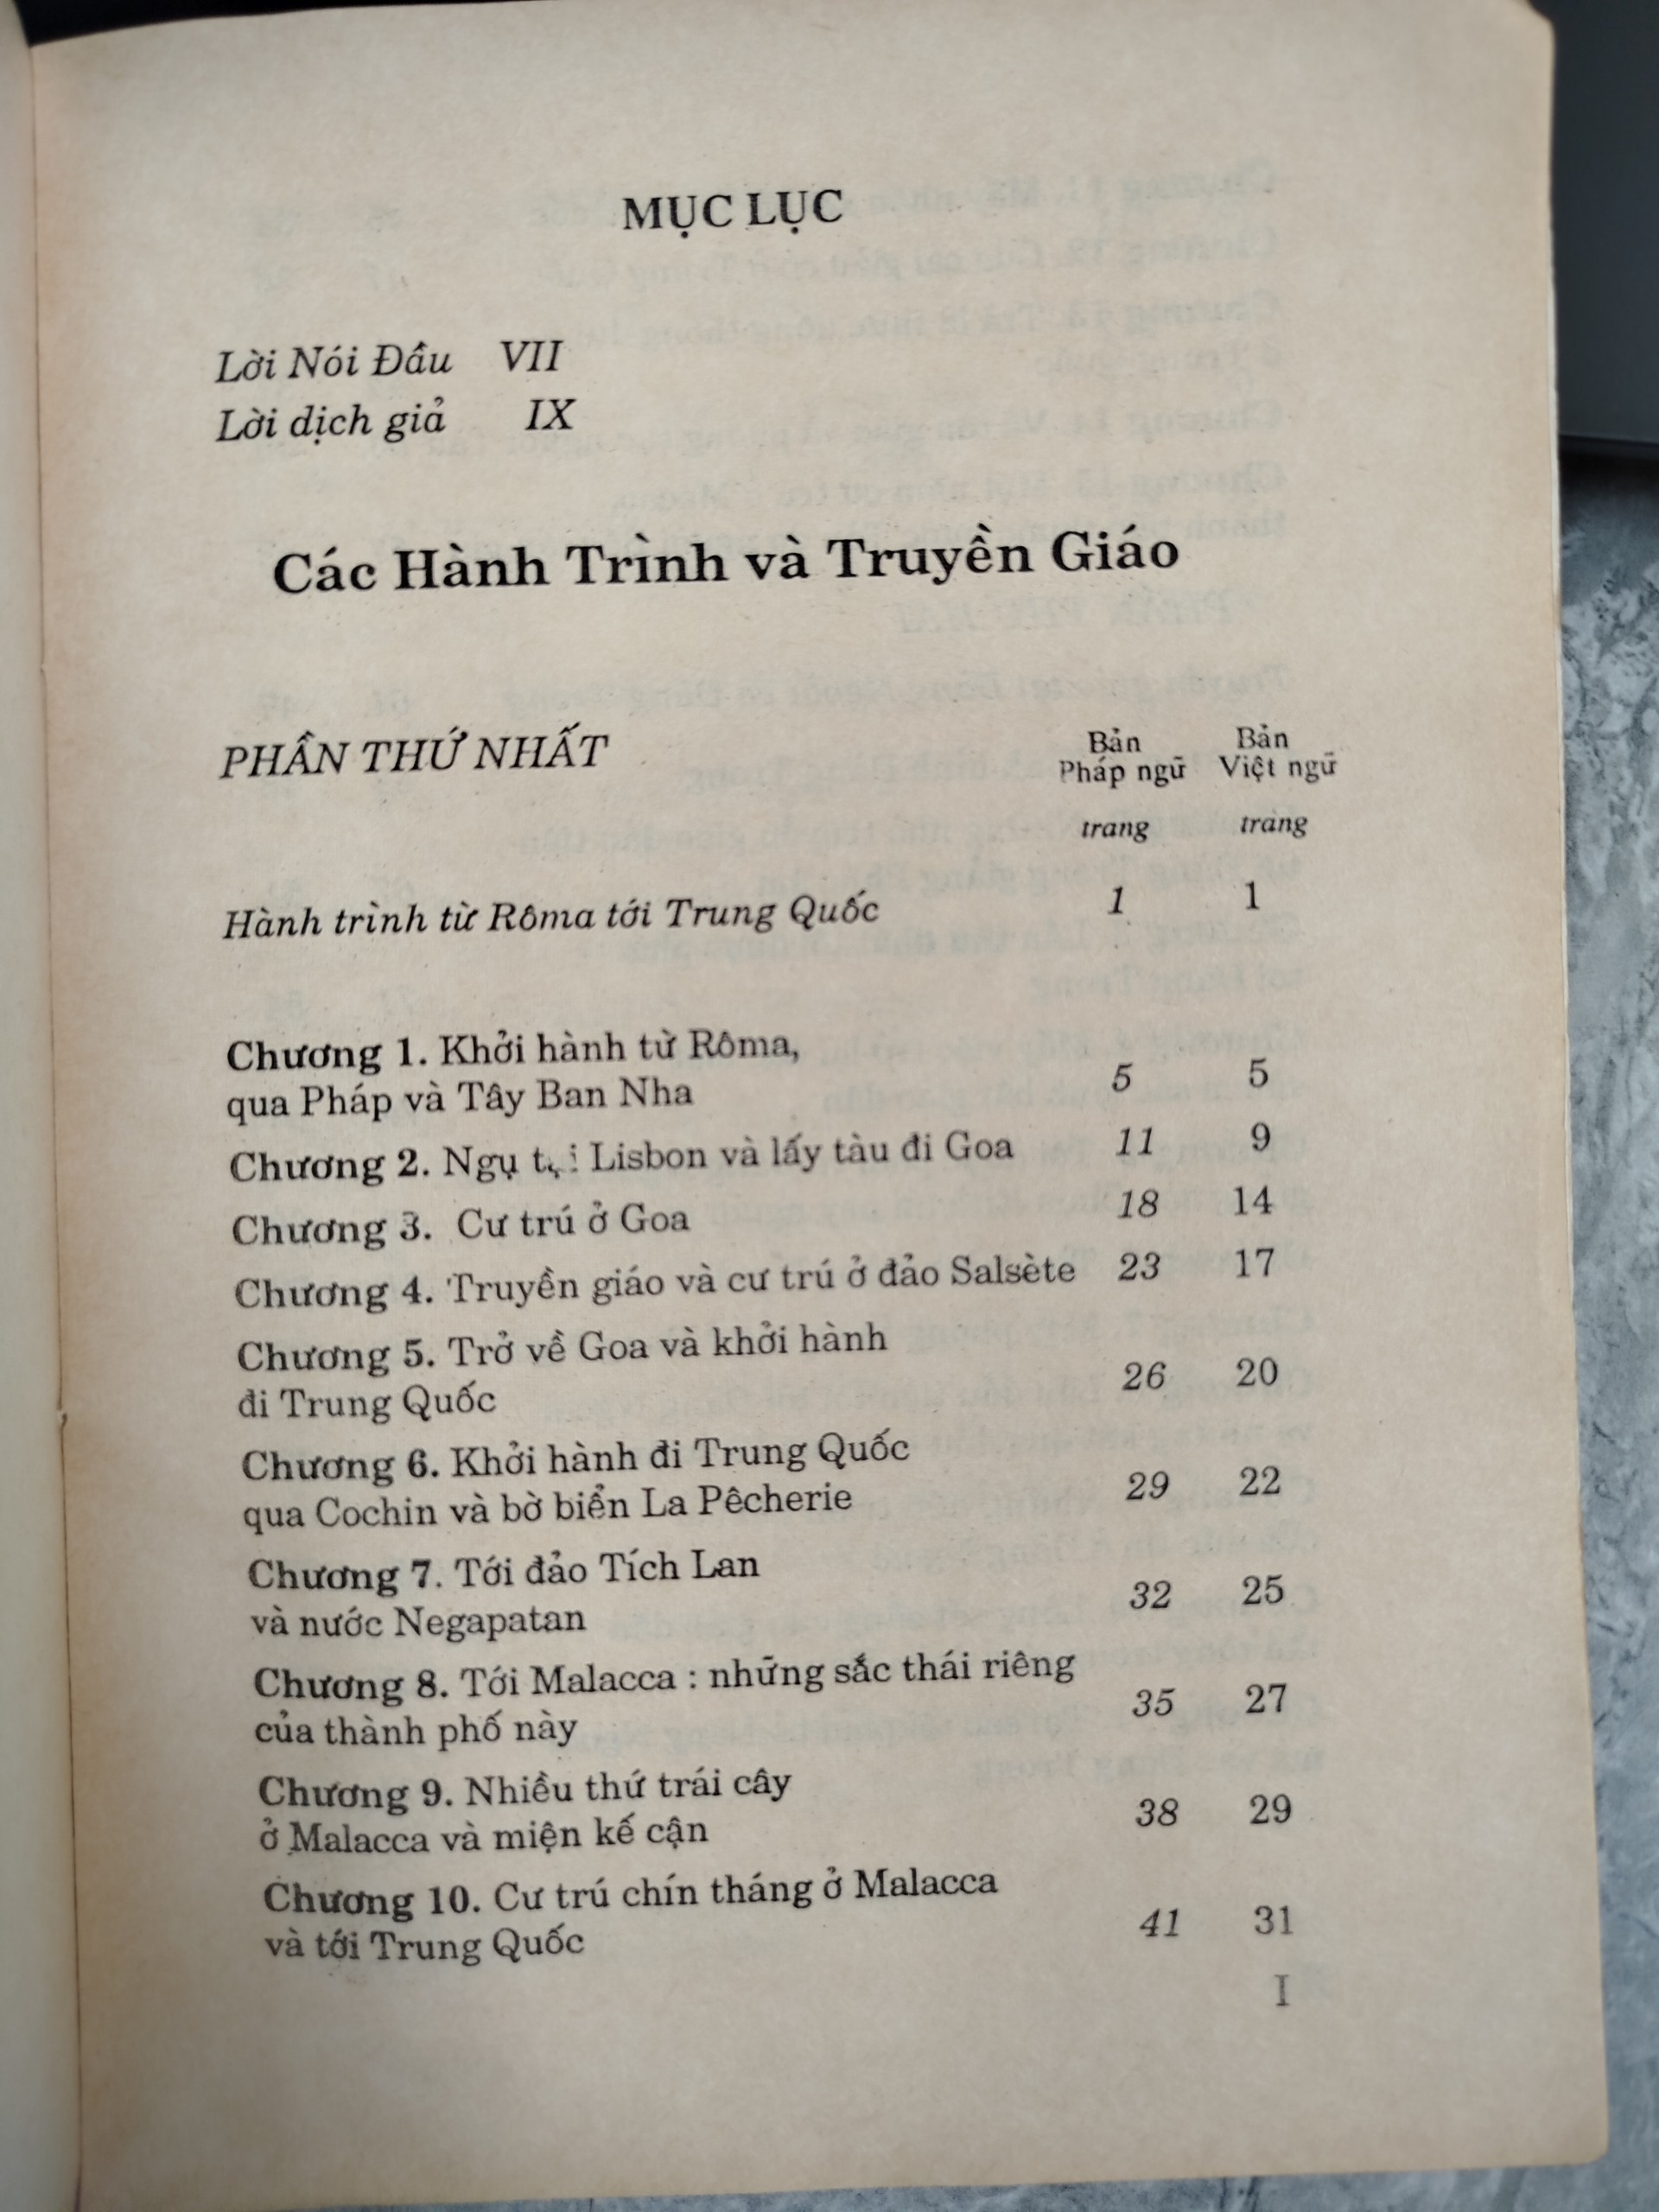 MỤC LỤC
Lời Nói Đầu VII
Lời dịch giả IX
Các Hành Trình và Truyền Giáo
PHẦN THỨ NHẤT
Bản Bản
Pháp ngữ Việt ngữ
trang trang
Hành trình từ Rôma tới Trung Quốc 1 1
Chương 1. Khởi hành từ Rôma,
qua Pháp và Tây Ban Nha 5 5
Chương 2. Ngụ tại Lisbon và lấy tàu đi Goa 11 9
Chương 3. Cư trú ở Goa 18 14
Chương 4. Truyền giáo và cư trú ở đảo Salsète 23 17
Chương 5. Trở về Goa và khởi hành
đi Trung Quốc 26 20
Chương 6. Khởi hành đi Trung Quốc
qua Cochin và bờ biển La Pêcherie 29 22
Chương 7. Tới đảo Tích Lan
và nước Negapatan 32 25
Chương 8. Tới Malacca : những sắc thái riêng
của thành phố này 35 27
Chương 9. Nhiều thứ trái cây
ở Malacca và miện kế cận 38 29
Chương 10. Cư trú chín tháng ở Malacca
và tới Trung Quốc 41 31
I